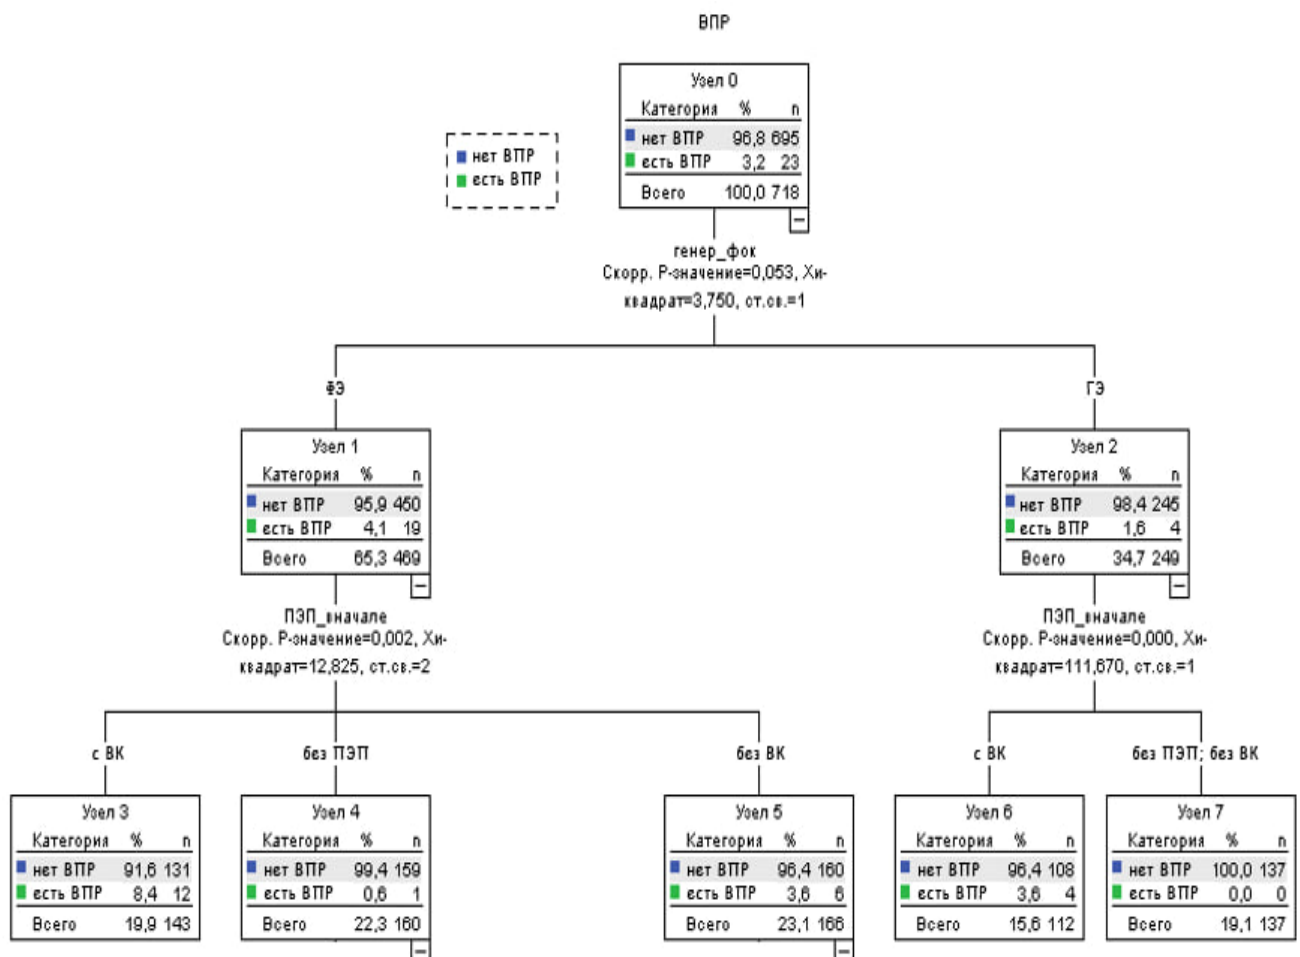 ВПР
Узел 0
Категория % n
нет ВПР 96,8 695
есть ВПР 3,2 23
Всего 100,0 718
нет ВПР
есть ВПР
генер_фок
Скорр. Р-значение=0,053, Хи-
квадрат=3,750, ст.св.=1
ФЭ
ГЭ
Узел 1
Категория % n
нет ВПР 95,9 450
есть ВПР 4,1 19
Всего 65,3 469
Узел 2
Категория % n
нет ВПР 98,4 245
есть ВПР 1,6 4
Всего 34,7 249
ПЭП_вначале
Скорр. Р-значение=0,002, Хи-
квадрат=12,825, ст.св.=2
ПЭП_вначале
Скорр. Р-значение=0,000, Хи-
квадрат=111,670, ст.св.=1
с ВК
без ПЭП
без ВК
с ВК
без ПЭП; без ВК
Узел 3
Категория % n
нет ВПР 91,6 131
есть ВПР 8,4 12
Всего 19,9 143
Узел 4
Категория % n
нет ВПР 99,4 159
есть ВПР 0,6 1
Всего 22,3 160
Узел 5
Категория % n
нет ВПР 96,4 160
есть ВПР 3,6 6
Всего 23,1 166
Узел 6
Категория % n
нет ВПР 96,4 108
есть ВПР 3,6 4
Всего 15,6 112
Узел 7
Категория % n
нет ВПР 100,0 137
есть ВПР 0,0 0
Всего 19,1 137